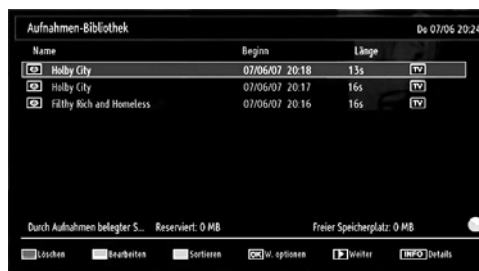 Aufnahmen-Bibliothek Do 07/06 20:24
Name Beginn Länge
Holby City 07/06/07 20:18 13s TV
Holby City 07/06/07 20:17 16s TV
Filthy Rich and Homeless 07/06/07 20:16 16s TV
Durch Aufnahmen belegter S... Reserviert: 0 MB Freier Speicherplatz: 0 MB
Löschen Bearbeiten Sortieren OK W. optionen Weiter INFO Details